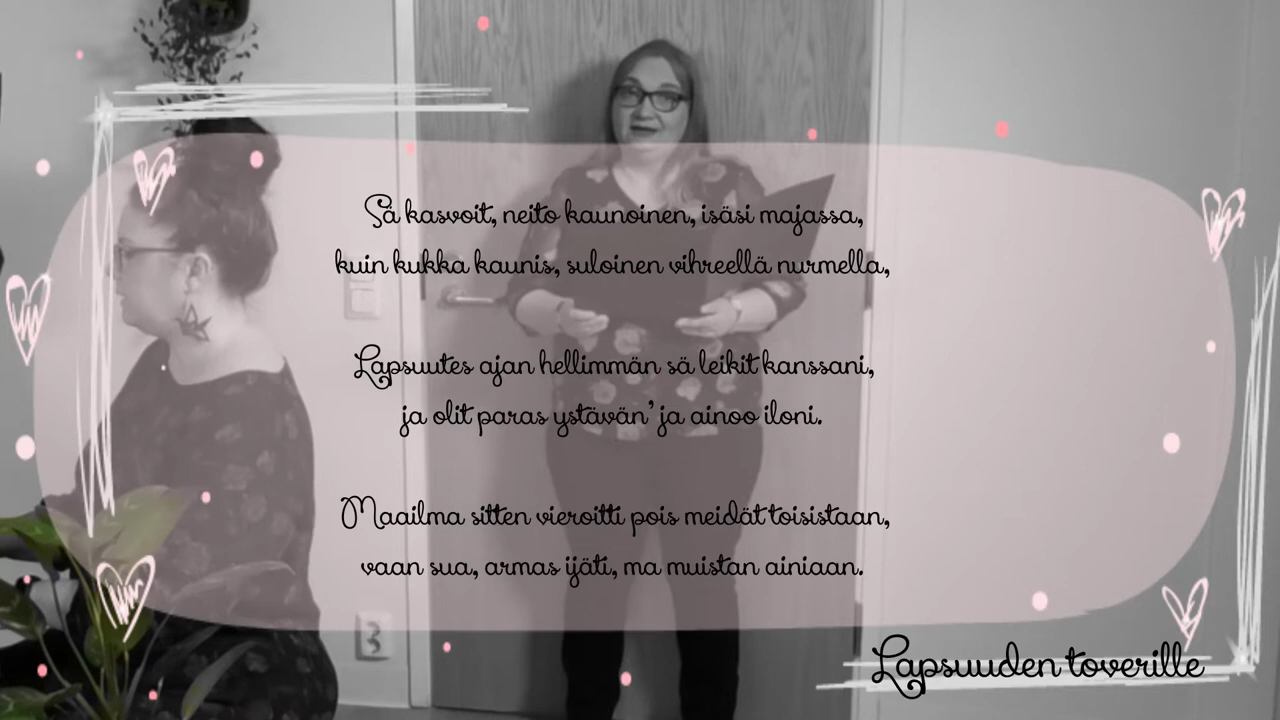 Sä kasvoit, neito kaunoinen, isäsi majassa,
kuin kukka kaunis, suloinen vihreellä nurmella,
Lapsuutes ajan hellimmän sä leikit kanssani,
ja olit paras ystävän' ja ainoo iloni.
Maailma sitten vieroitti pois meidät toisistaan,
vaan sua, armas ijäti, ma muistan ainiaan.
Lapsuuden toverille